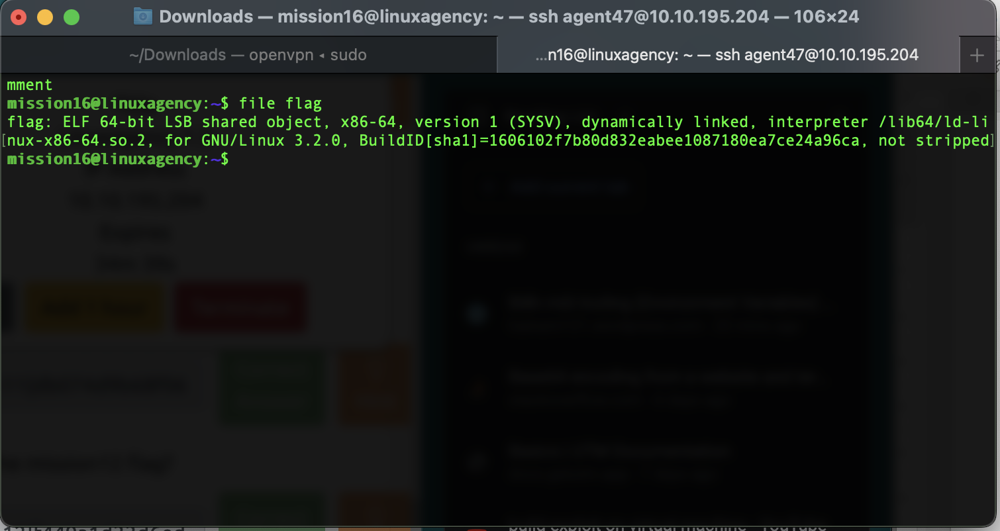 Downloads — mission16@linuxagency: ~ — ssh agent47@10.10.195.204 — 106×24
~/Downloads — openvpn ◂ sudo
...n16@linuxagency: ~ — ssh agent47@10.10.195.204
mment
mission16@linuxagency:~$ file flag
flag: ELF 64-bit LSB shared object, x86-64, version 1 (SYSV), dynamically linked, interpreter /lib64/ld-li
nux-x86-64.so.2, for GNU/Linux 3.2.0, BuildID[sha1]=1606102f7b80d832eabee1087180ea7ce24a96ca, not stripped
mission16@linuxagency:~$